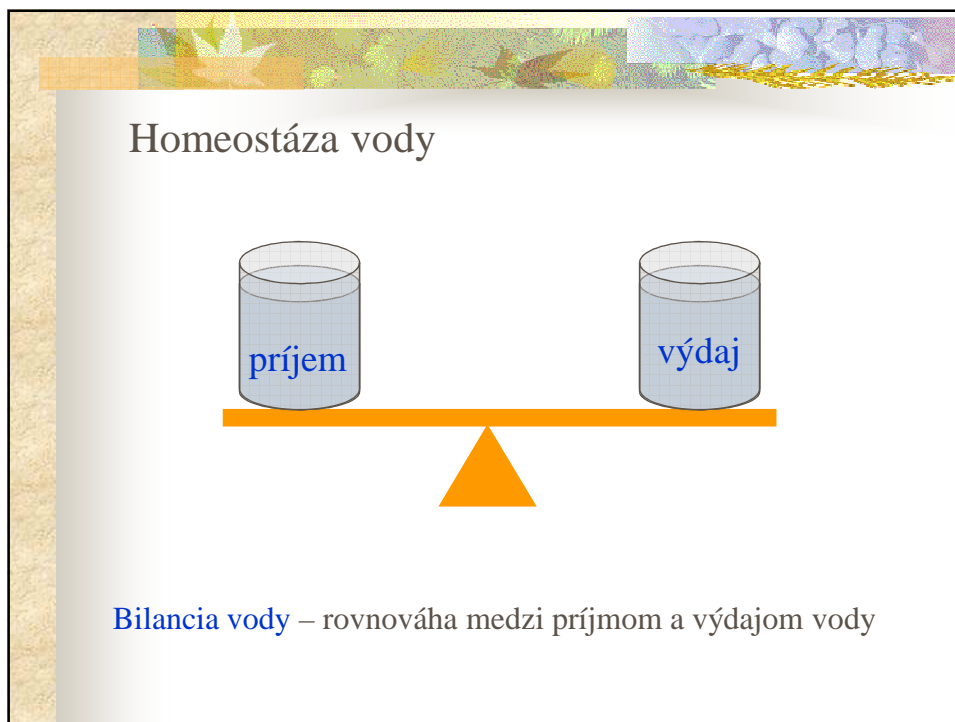 Homeostáza vody
príjem
výdaj
Bilancia vody – rovnováha medzi príjmom a výdajom vody